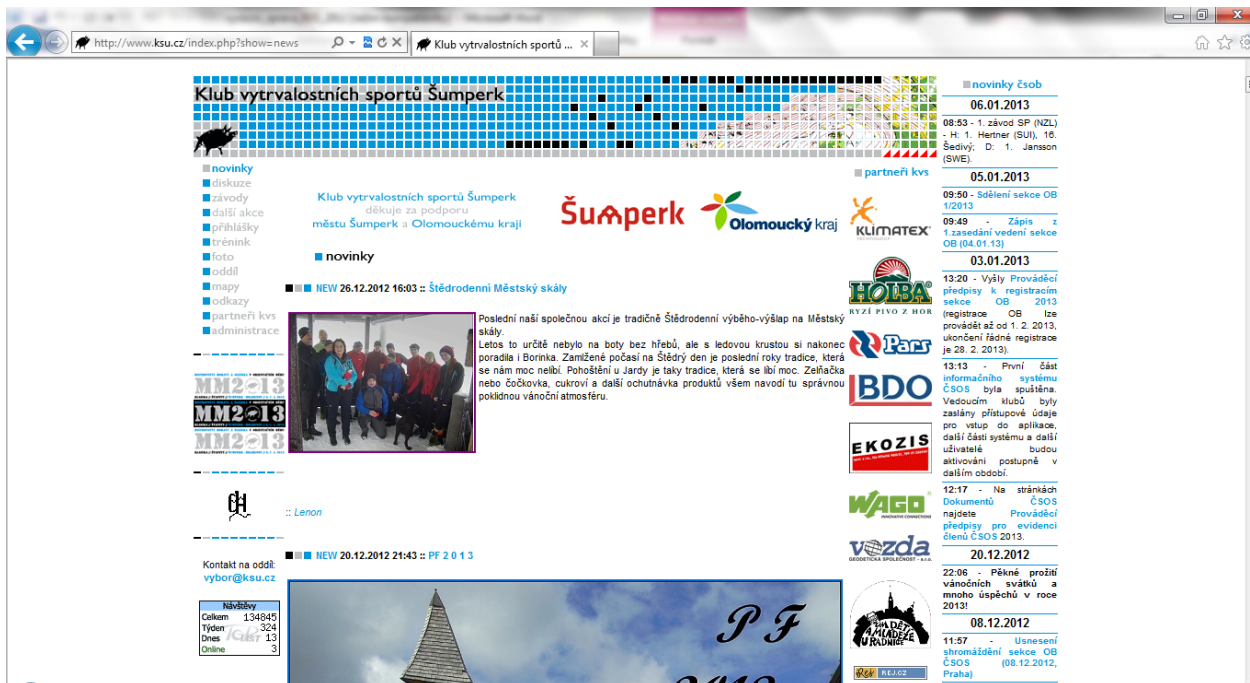 http://www.ksu.cz/index.php?show=news
Klub vytrvalostních sportů ...
Klub vytrvalostních sportů Šumperk
novinky
diskuze
závody
další akce
přihlášky
trénink
foto
oddíl
mapy
odkazy
partneři kvs
administrace
MM2013
MM2013
MM2013
Kontakt na oddíl:
vybor@ksu.cz
Návštěvy
Celkem 134845
Týden 324
Dnes 13
Online 3
Klub vytrvalostních sportů Šumperk
děkuje za podporu
městu Šumperk a Olomouckému kraji
Šumperk
Olomoucký kraj
novinky
NEW 26.12.2012 16:03 :: Štědrodenní Městský skály
Poslední naší společnou akcí je tradičně Štědrodenní výběho-výšlap na Městský
skály.
Letos to určitě nebylo na boty bez hřebů, ale s ledovou krustou si nakonec
poradila i Borinka. Zamlžené počasí na Štědrý den je poslední roky tradice, která
se nám moc nelíbí. Pohoštění u Jardy je taky tradice, která se líbí moc. Zelňačka
nebo čočkovka, cukroví a další ochutnávka produktů všem navodí tu správnou
poklidnou vánoční atmosféru.
:: Lenon
NEW 20.12.2012 21:43 :: PF 2 0 1 3
PF
2013
partneři kvs
KLIMATEX
HOLBA
RYZÍ PIVO Z HOR
Pars
BDO
EKOZIS
WAGO
INNOVATIVE CONNECTIONS
vozda
GEODETICKÁ SPOLEČNOST - s.r.o.
DĚTÍ
A MLÁDEŽE
U RADNICE
Rej REJ.CZ
novinky čsob
06.01.2013
08:53 - 1. závod SP (NZL)
- H: 1. Hertner (SUI), 16.
Šedivý; D: 1. Jansson
(SWE).
05.01.2013
09:50 - Sdělení sekce OB
1/2013
09:49 - Zápis z
1.zasedání vedení sekce
OB (04.01.13)
03.01.2013
13:20 - Vyšly Prováděcí
předpisy k registracím
sekce OB 2013
(registrace OB lze
provádět až od 1. 2. 2013,
ukončení řádné registrace
je 28. 2. 2013).
13:13 - První část
informačního systému
ČSOS byla spuštěna.
Vedoucím klubů byly
zaslány přístupové údaje
pro vstup do aplikace,
další části systému a další
uživatelé budou
aktivováni postupně v
dalším období.
12:17 - Na stránkách
Dokumentů ČSOS
najdete Prováděcí
předpisy pro evidenci
členů ČSOS 2013.
20.12.2012
22:06 - Pěkné prožití
vánočních svátků a
mnoho úspěchů v roce
2013!
08.12.2012
11:57 - Usnesení
shromáždění sekce OB
ČSOS (08.12.2012,
Praha)